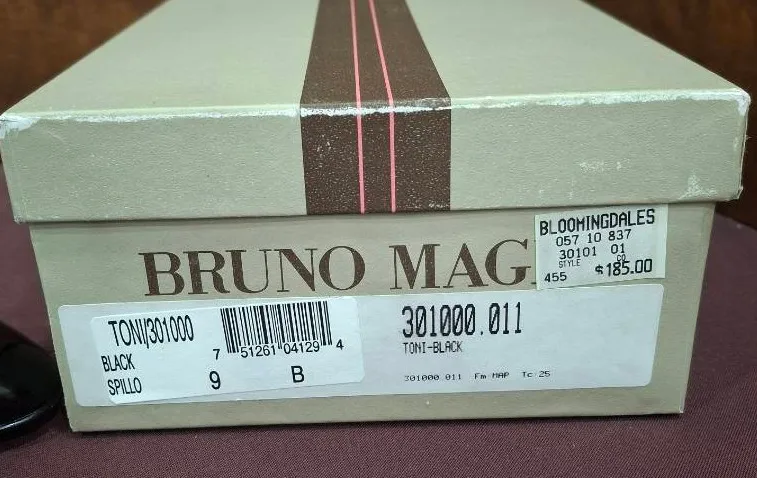 BRUNO MAG
BLOOMINGDALES
057 10 837
30101 01
STYLE CO
455 $185.00
TONI/301000
BLACK
SPILLO
7 51261 04129 4
9 B
301000.011
TONI-BLACK
301000 011 Fm MAP Tc 25